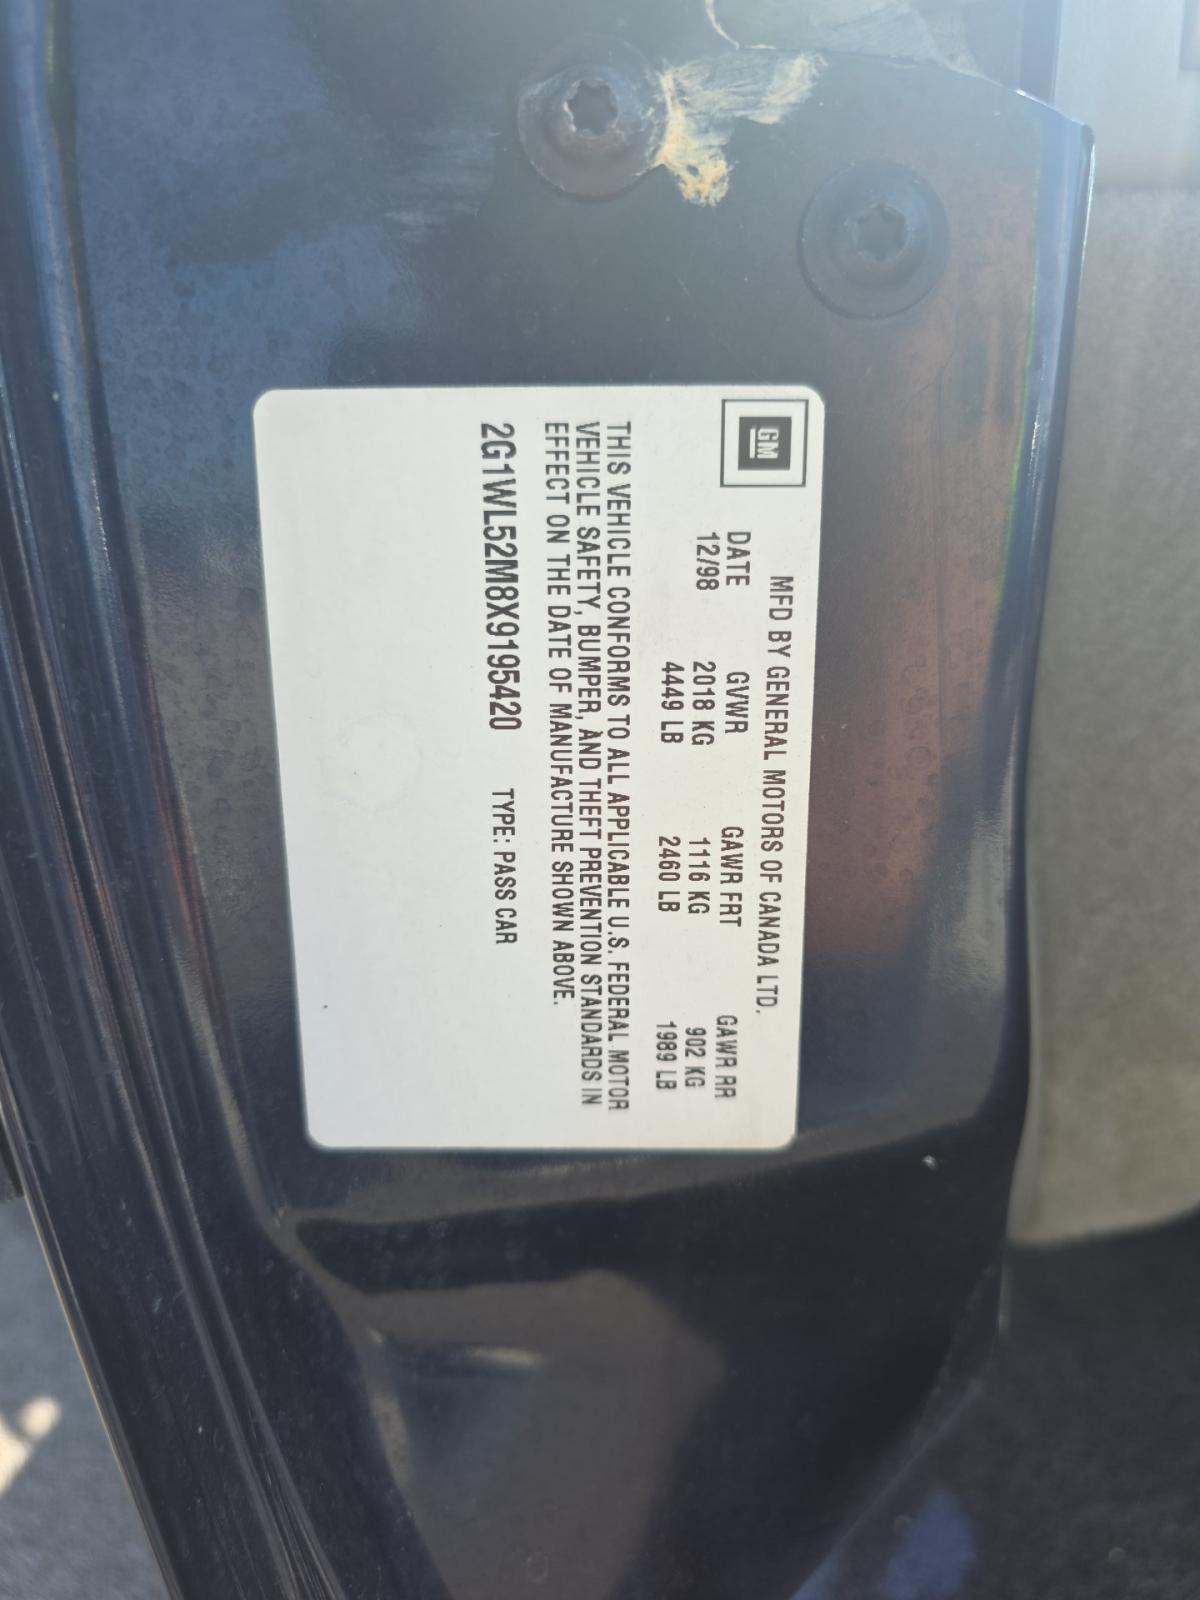 GM
MFD BY GENERAL MOTORS OF CANADA LTD.
DATE GVWR GAWR FRT GAWR RR
12/98 2018 KG 1116 KG 902 KG
4449 LB 2460 LB 1989 LB
THIS VEHICLE CONFORMS TO ALL APPLICABLE U.S. FEDERAL MOTOR
VEHICLE SAFETY, BUMPER, AND THEFT PREVENTION STANDARDS IN
EFFECT ON THE DATE OF MANUFACTURE SHOWN ABOVE.
2G1WL52M8X9195420 TYPE: PASS CAR